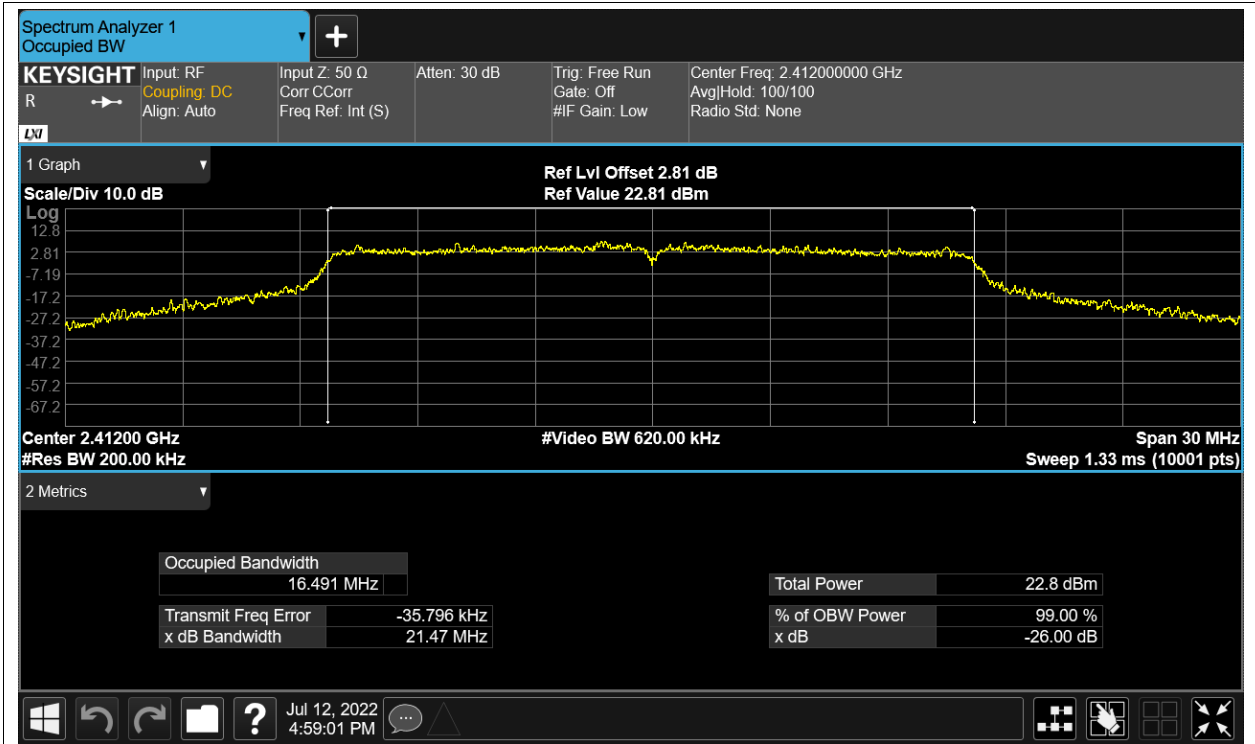 Spectrum Analyzer 1
Occupied BW
KEYSIGHT
R
LXI
Input: RF
Coupling: DC
Align: Auto
Input Z: 50 Ω
Corr CCorr
Freq Ref: Int (S)
Atten: 30 dB
Trig: Free Run
Gate: Off
#IF Gain: Low
Center Freq: 2.412000000 GHz
Avg|Hold: 100/100
Radio Std: None
1 Graph
Scale/Div 10.0 dB
Ref Lvl Offset 2.81 dB
Ref Value 22.81 dBm
Log
12.8
2.81
-7.19
-17.2
-27.2
-37.2
-47.2
-57.2
-67.2
Center 2.41200 GHz
#Res BW 200.00 kHz
#Video BW 620.00 kHz
Span 30 MHz
Sweep 1.33 ms (10001 pts)
2 Metrics
Occupied Bandwidth
16.491 MHz
Transmit Freq Error -35.796 kHz
x dB Bandwidth 21.47 MHz
Total Power 22.8 dBm
% of OBW Power 99.00 %
x dB -26.00 dB
?
Jul 12, 2022
4:59:01 PM